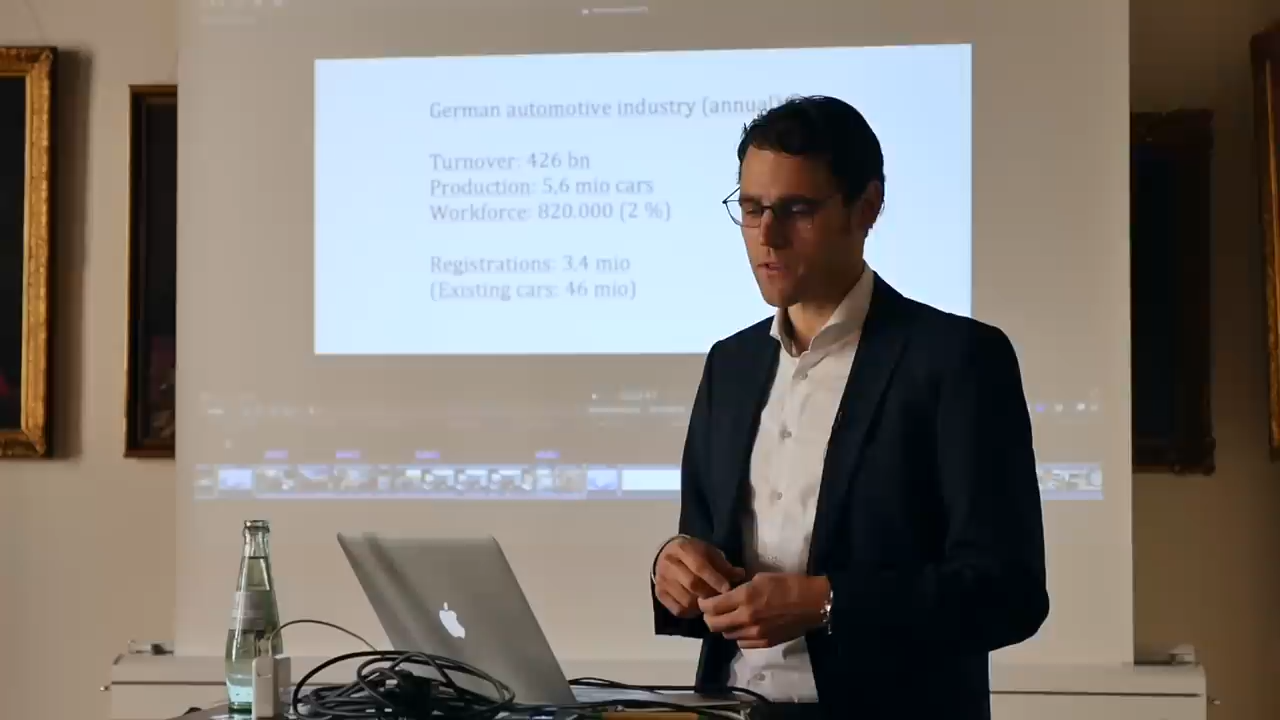 German automotive industry (annual)
Turnover: 426 bn
Production: 5,6 mio cars
Workforce: 820.000 (2 %)
Registrations: 3,4 mio
(Existing cars: 46 mio)